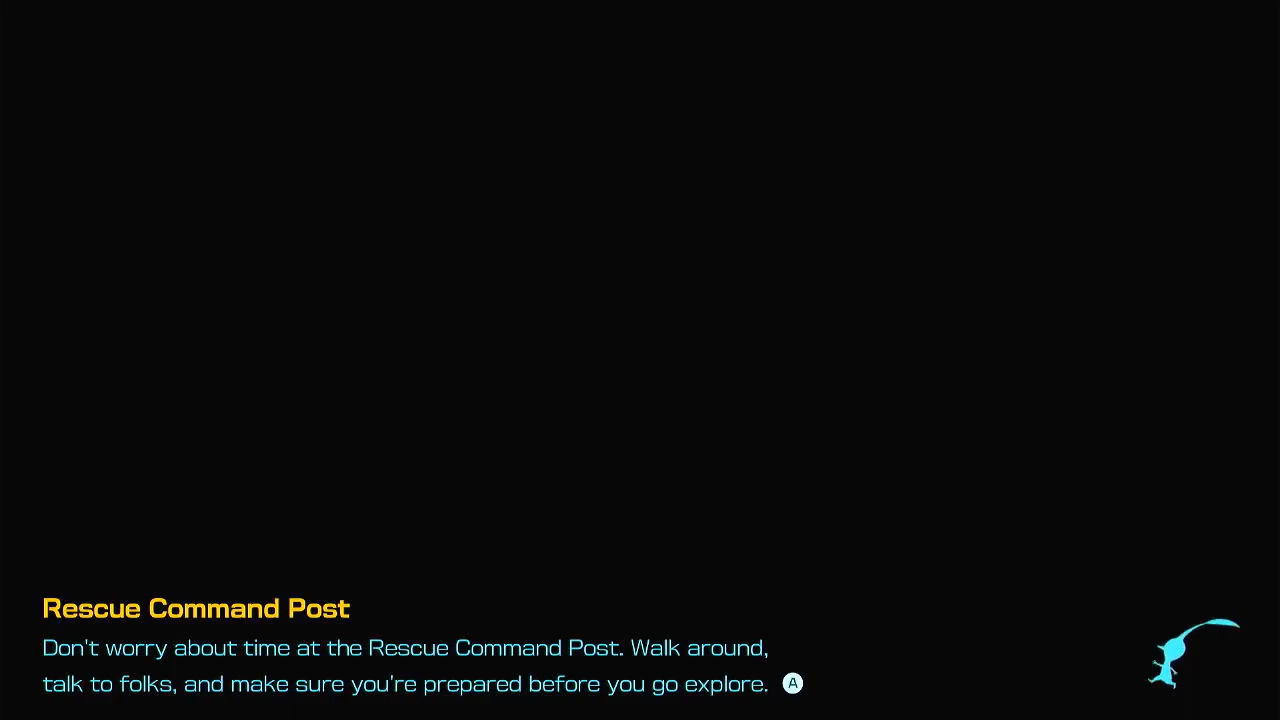 Rescue Command Post
Don't worry about time at the Rescue Command Post. Walk around,
talk to folks, and make sure you're prepared before you go explore. A